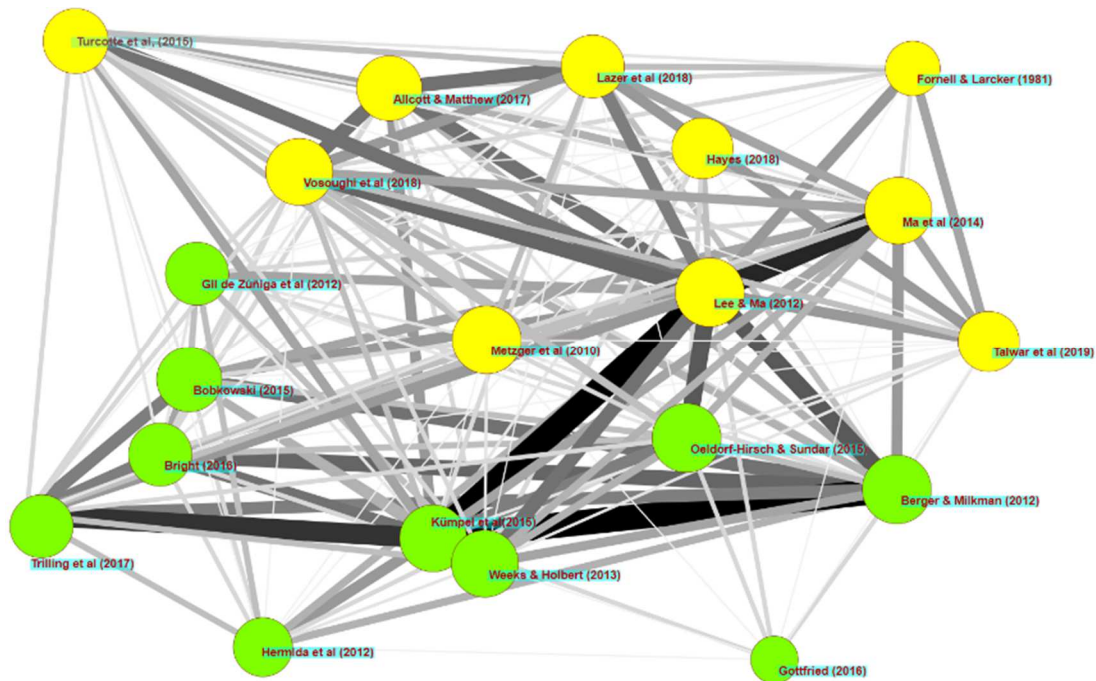 Turcotte et al, (2015)
Lazer et al (2018)
Fornell & Larcker (1981)
Allcott & Matthew (2017)
Hayes (2018)
Vosoughi et al (2018)
Ma et al (2014)
Gil de Zúniga et al (2012)
Lee & Ma (2012)
Metzger et al (2010)
Talwar et al (2019)
Bobkowski (2015)
Oeldorf-Hirsch & Sundar (2015)
Bright (2016)
Berger & Milkman (2012)
Kümpel et al(2015)
Trilling et al (2017)
Weeks & Holbert (2013)
Hermida et al (2012)
Gottfried (2016)